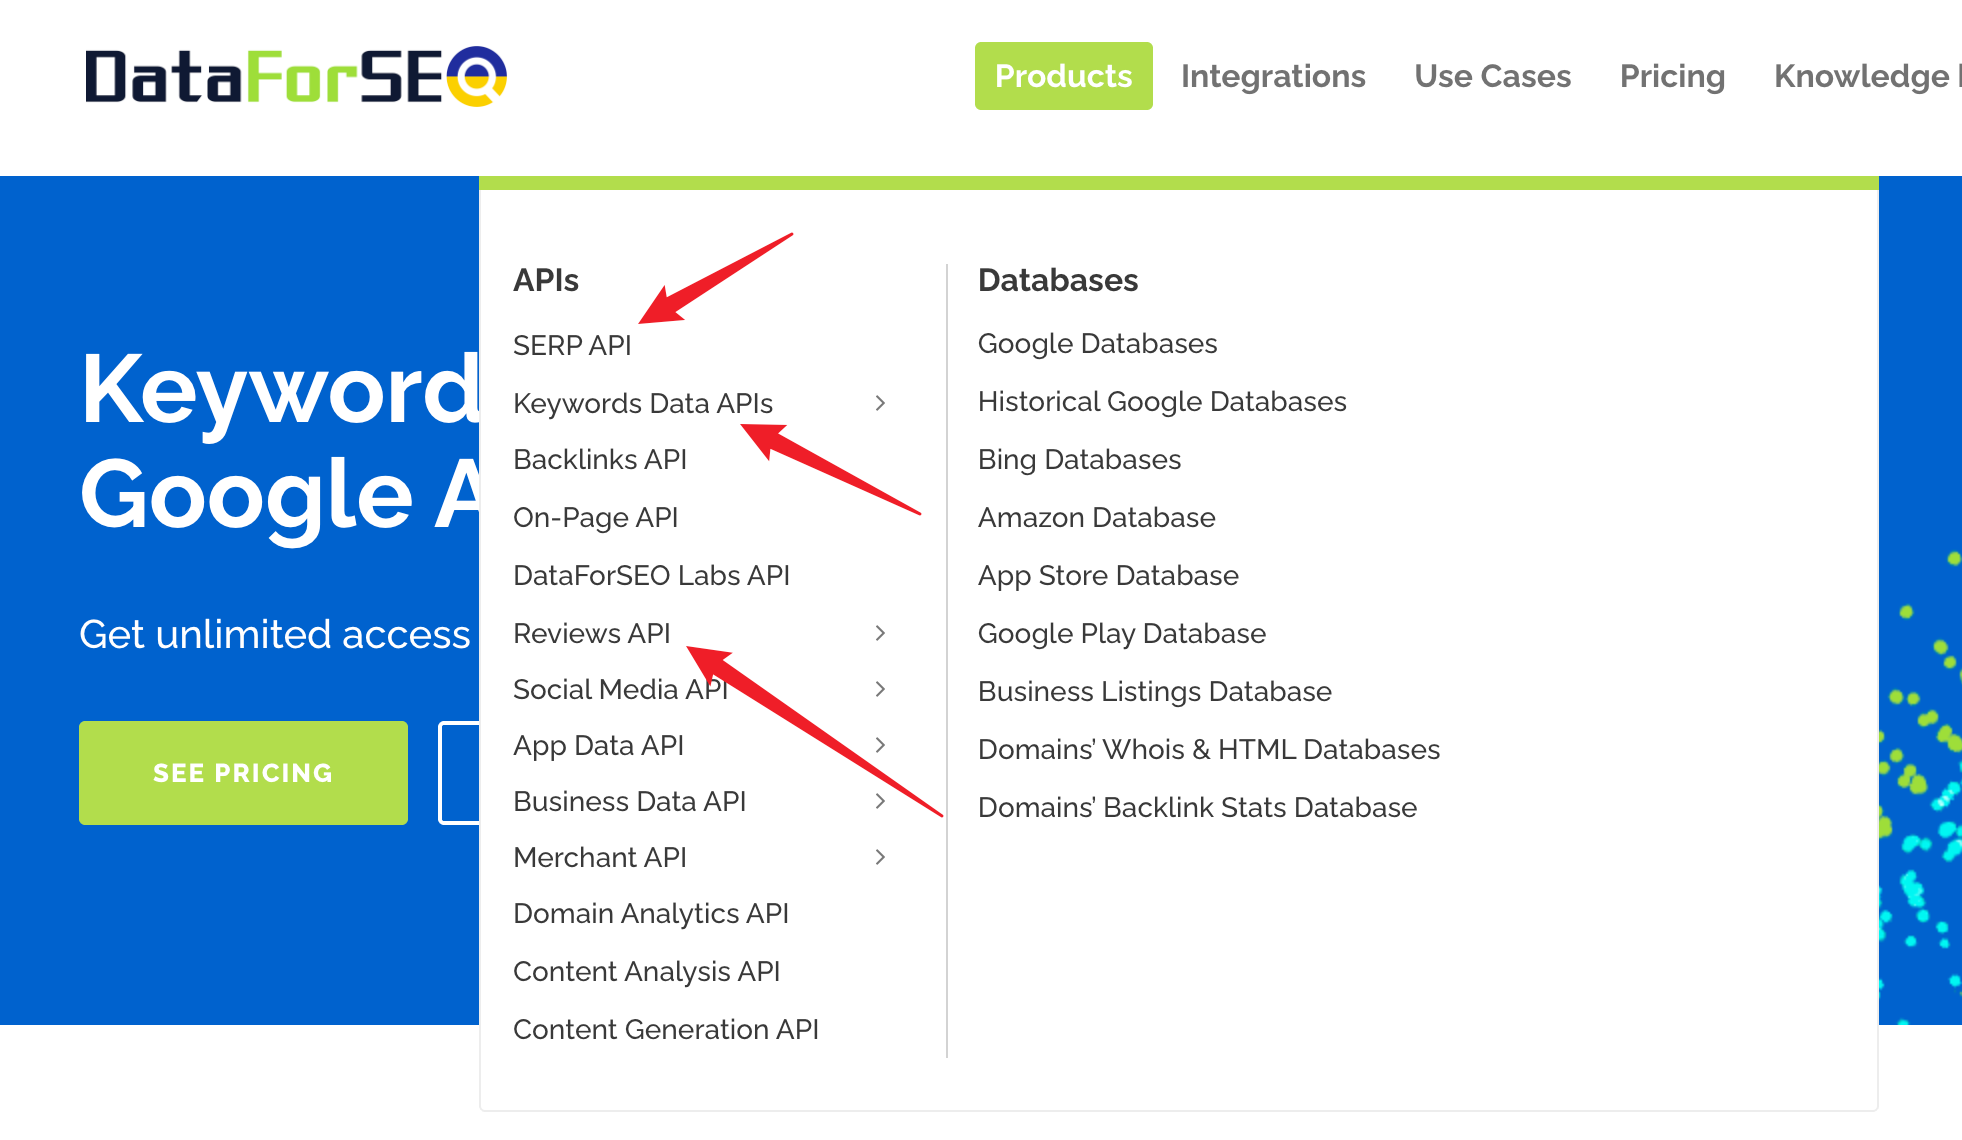 DataForSEO
Products
Integrations
Use Cases
Pricing
Knowledge
Keyword
Google A
Get unlimited access
SEE PRICING
APIs
SERP API
Keywords Data APIs
Backlinks API
On-Page API
DataForSEO Labs API
Reviews API
Social Media API
App Data API
Business Data API
Merchant API
Domain Analytics API
Content Analysis API
Content Generation API
Databases
Google Databases
Historical Google Databases
Bing Databases
Amazon Database
App Store Database
Google Play Database
Business Listings Database
Domains’ Whois & HTML Databases
Domains’ Backlink Stats Database